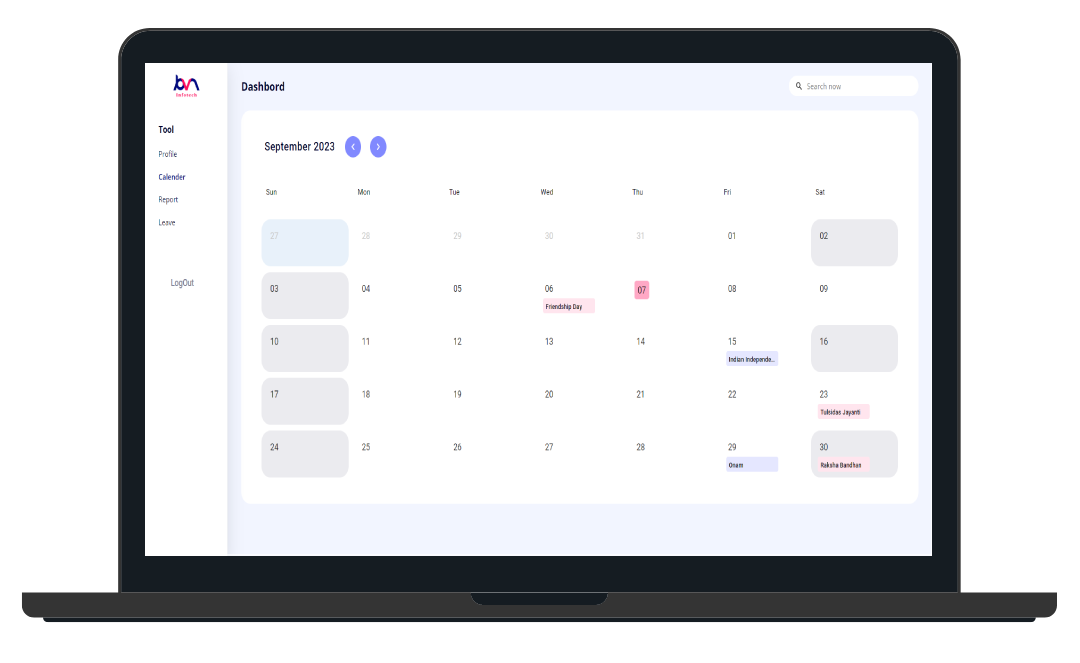 bn
Dashbord
Search now
bnfotech
Tool
September 2023
Profile
Calender
Report
Leave
LogOut
Sun Mon Tue Wed Thu Fri Sat
27 28 29 30 31 01 02
03 04 05 06 07 08 09
Friendship Day
10 11 12 13 14 15 16
Indian Independe..
17 18 19 20 21 22 23
Tulsidas Jayanti
24 25 26 27 28 29 30
Onam Raksha Bandhan